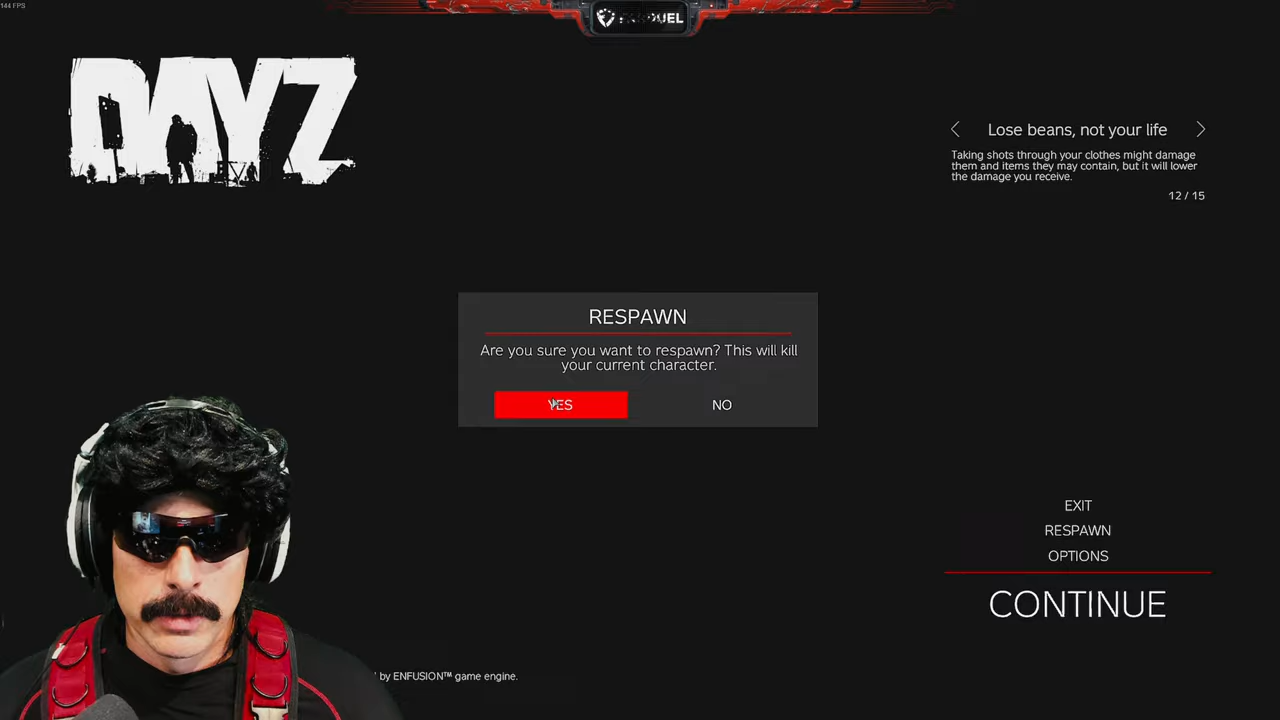 144 FPS
DAYZ
Lose beans, not your life
Taking shots through your clothes might damage
them and items they may contain, but it will lower
the damage you receive.
12 / 15
RESPAWN
Are you sure you want to respawn? This will kill
your current character.
YES
NO
EXIT
RESPAWN
OPTIONS
CONTINUE
by ENFUSION™ game engine.